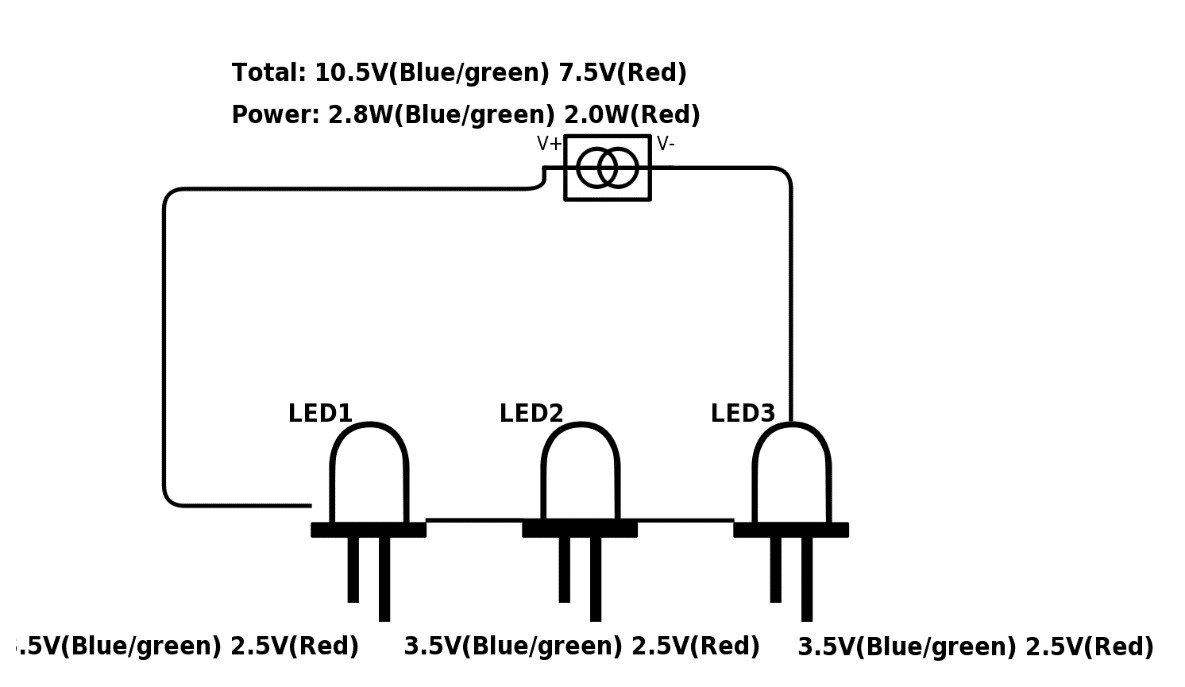 Total: 10.5V(Blue/green) 7.5V(Red)
Power: 2.8W(Blue/green) 2.0W(Red)
V+ V-
LED1 LED2 LED3
.5V(Blue/green) 2.5V(Red) 3.5V(Blue/green) 2.5V(Red) 3.5V(Blue/green) 2.5V(Red)